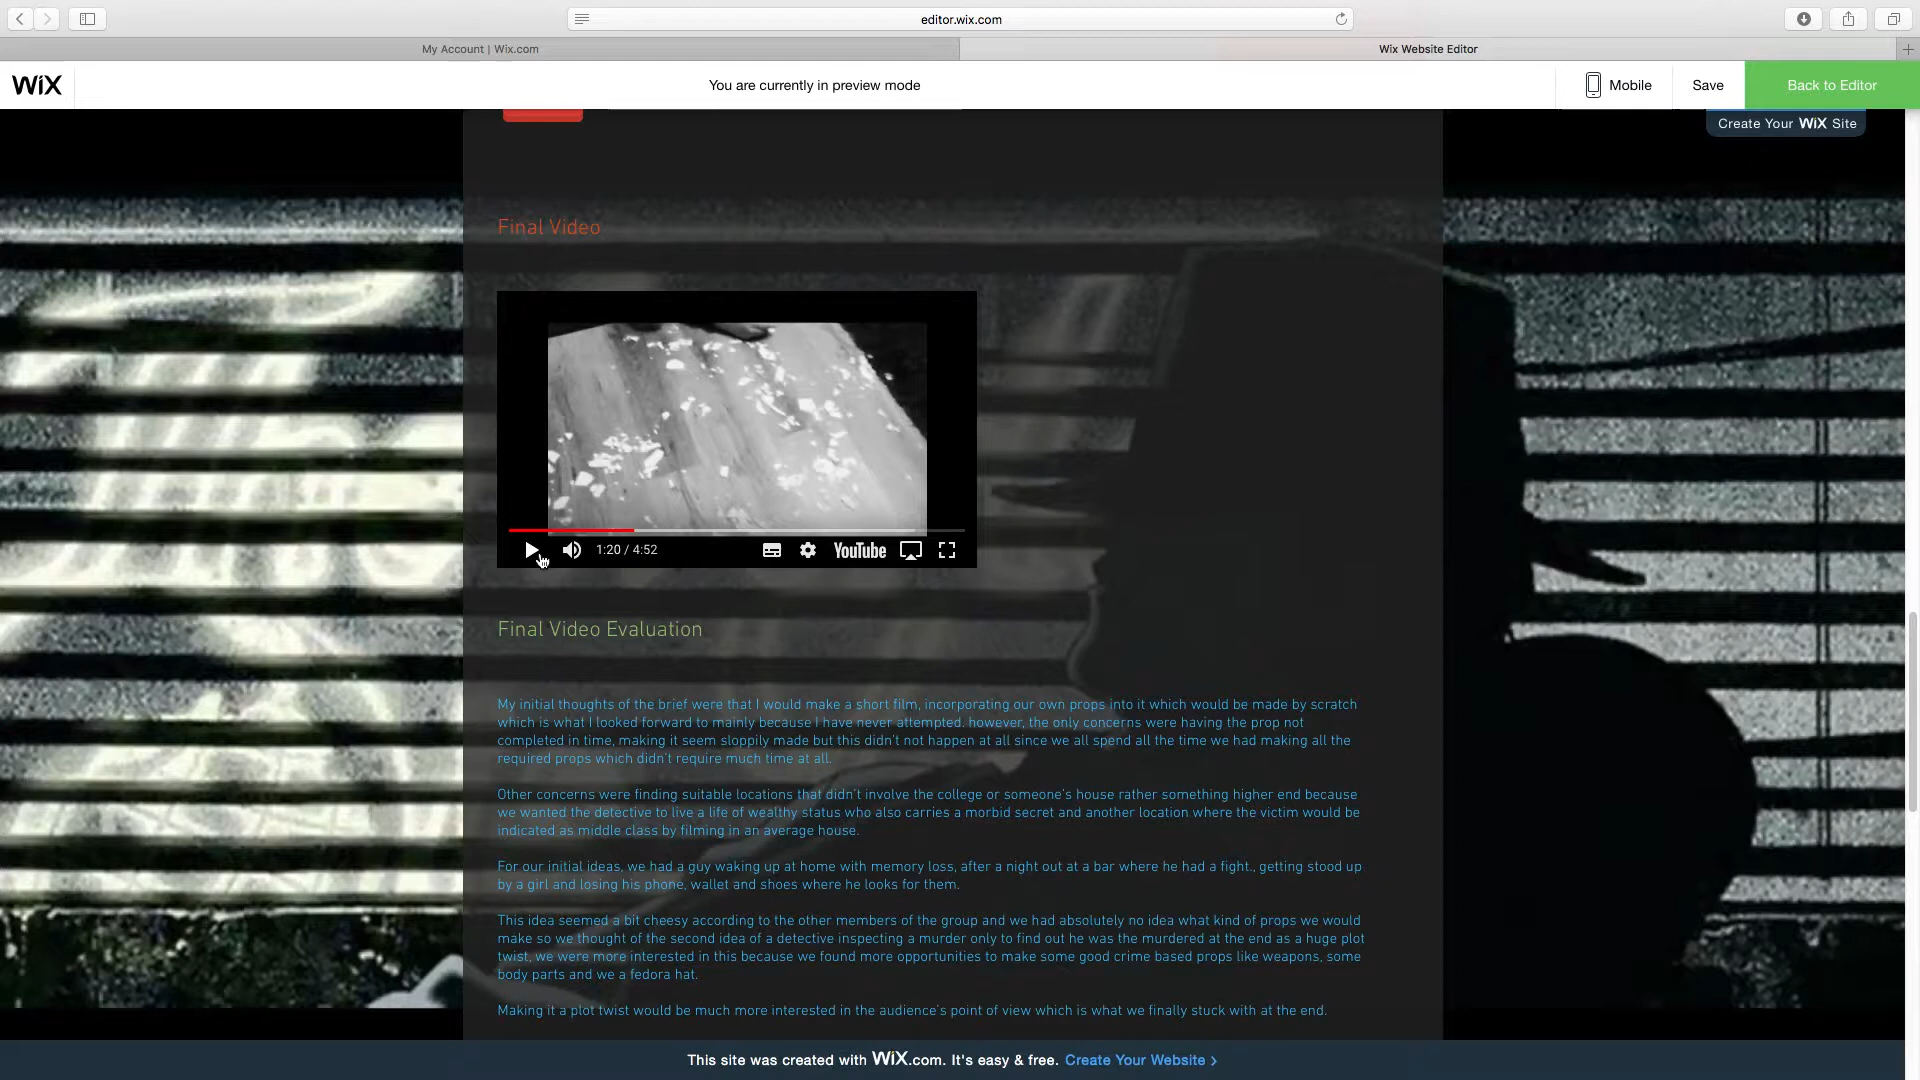 editor.wix.com
My Account | Wix.com
Wix Website Editor
WiX
You are currently in preview mode
Mobile
Save
Back to Editor
Create Your WiX Site
Final Video
1:20 / 4:52
YouTube
Final Video Evaluation
My initial thoughts of the brief were that I would make a short film, incorporating our own props into it which would be made by scratch
which is what I looked forward to mainly because I have never attempted. however, the only concerns were having the prop not
completed in time, making it seem sloppily made but this didn't not happen at all since we all spend all the time we had making all the
required props which didn't require much time at all.
Other concerns were finding suitable locations that didn't involve the college or someone's house rather something higher end because
we wanted the detective to live a life of wealthy status who also carries a morbid secret and another location where the victim would be
indicated as middle class by filming in an average house.
For our initial ideas, we had a guy waking up at home with memory loss, after a night out at a bar where he had a fight., getting stood up
by a girl and losing his phone, wallet and shoes where he looks for them.
This idea seemed a bit cheesy according to the other members of the group and we had absolutely no idea what kind of props we would
make so we thought of the second idea of a detective inspecting a murder only to find out he was the murdered at the end as a huge plot
twist, we were more interested in this because we found more opportunities to make some good crime based props like weapons, some
body parts and we a fedora hat.
Making it a plot twist would be much more interested in the audience's point of view which is what we finally stuck with at the end.
This site was created with WiX.com. It's easy & free. Create Your Website >